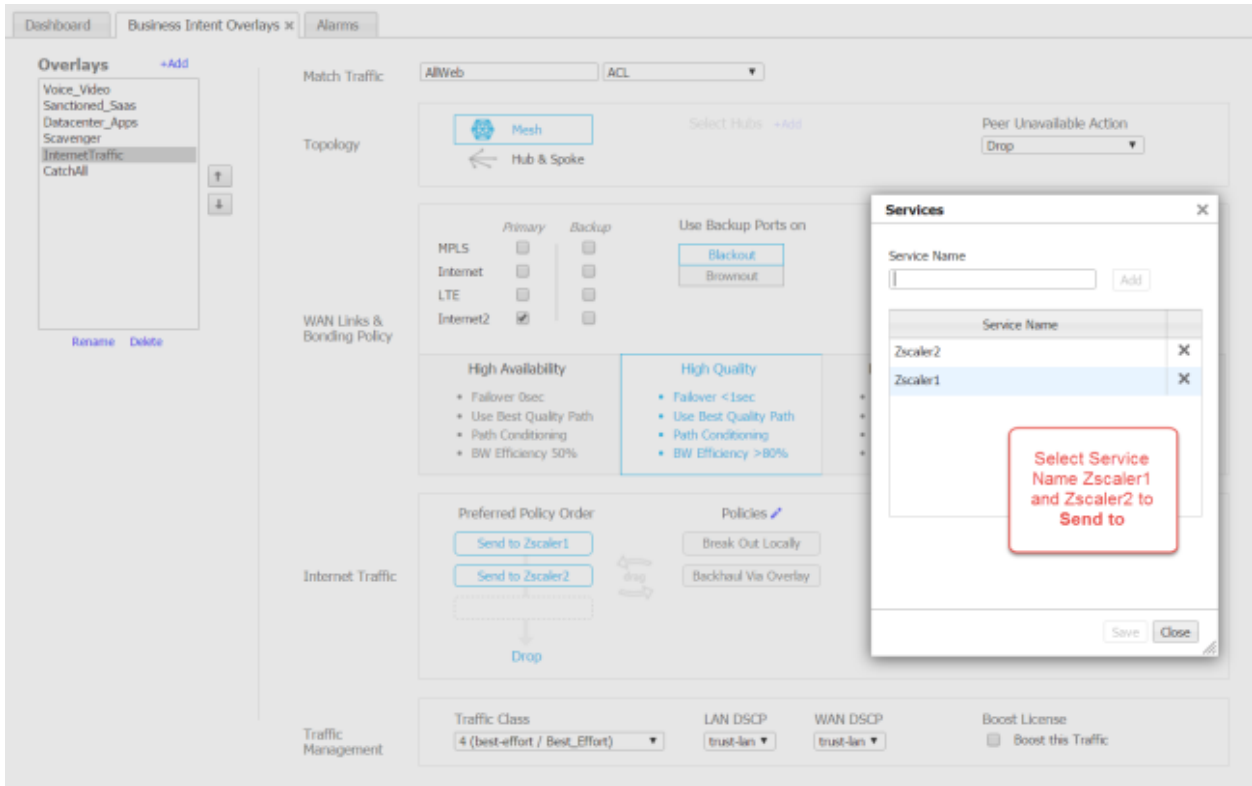 Dashboard
Business Intent Overlays ×
Alarms
Overlays +Add
Voice_Video
Sanctioned_Saas
Datacenter_Apps
Scavenger
InternetTraffic
CatchAll
Rename Delete
Match Traffic
AllWeb
ACL
Topology
Mesh
Hub & Spoke
Select Hubs +Add
Peer Unavailable Action
Drop
WAN Links &
Bonding Policy
Primary Backup
MPLS
Internet
LTE
Internet2
Use Backup Ports on
Blackout
Brownout
High Availability
• Failover 0sec
• Use Best Quality Path
• Path Conditioning
• BW Efficiency 50%
High Quality
• Failover <1sec
• Use Best Quality Path
• Path Conditioning
• BW Efficiency >80%
Internet Traffic
Preferred Policy Order
Send to Zscaler1
Send to Zscaler2
Drop
drag
Policies
Break Out Locally
Backhaul Via Overlay
Traffic
Management
Traffic Class
4 (best-effort / Best_Effort)
LAN DSCP
trust-lan
WAN DSCP
trust-lan
Boost License
Boost this Traffic
Services
Service Name
Add
Service Name
Zscaler2
Zscaler1
Select Service
Name Zscaler1
and Zscaler2 to
Send to
Save Close